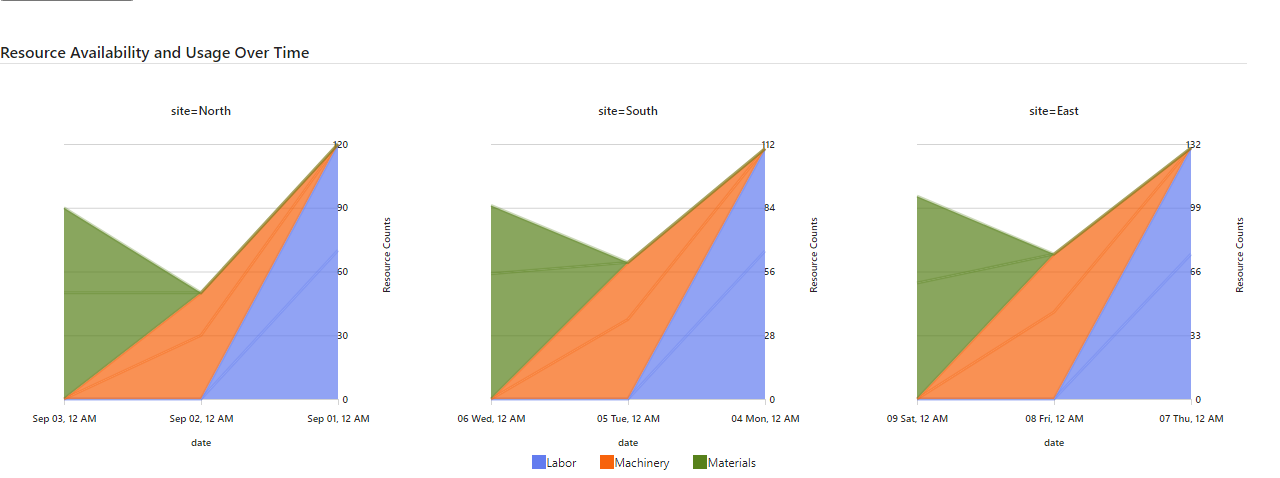 Resource Availability and Usage Over Time
site=North
120
90
60
30
0
Resource Counts
Sep 03, 12 AM
Sep 02, 12 AM
Sep 01, 12 AM
date
site=South
112
84
56
28
0
Resource Counts
06 Wed, 12 AM
05 Tue, 12 AM
04 Mon, 12 AM
date
site=East
132
99
66
33
0
Resource Counts
09 Sat, 12 AM
08 Fri, 12 AM
07 Thu, 12 AM
date
Labor
Machinery
Materials